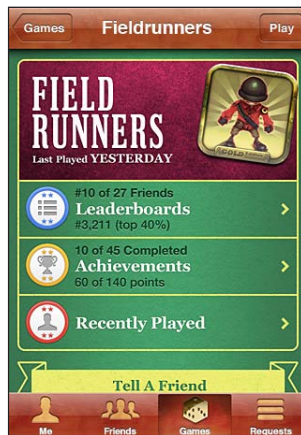 Games Fieldrunners Play
FIELD
RUNNERS
Last Played YESTERDAY
GOLD
#10 of 27 Friends
Leaderboards
#3,211 (top 40%)
10 of 45 Completed
Achievements
60 of 140 points
Recently Played
Tell A Friend
Me Friends Games Requests